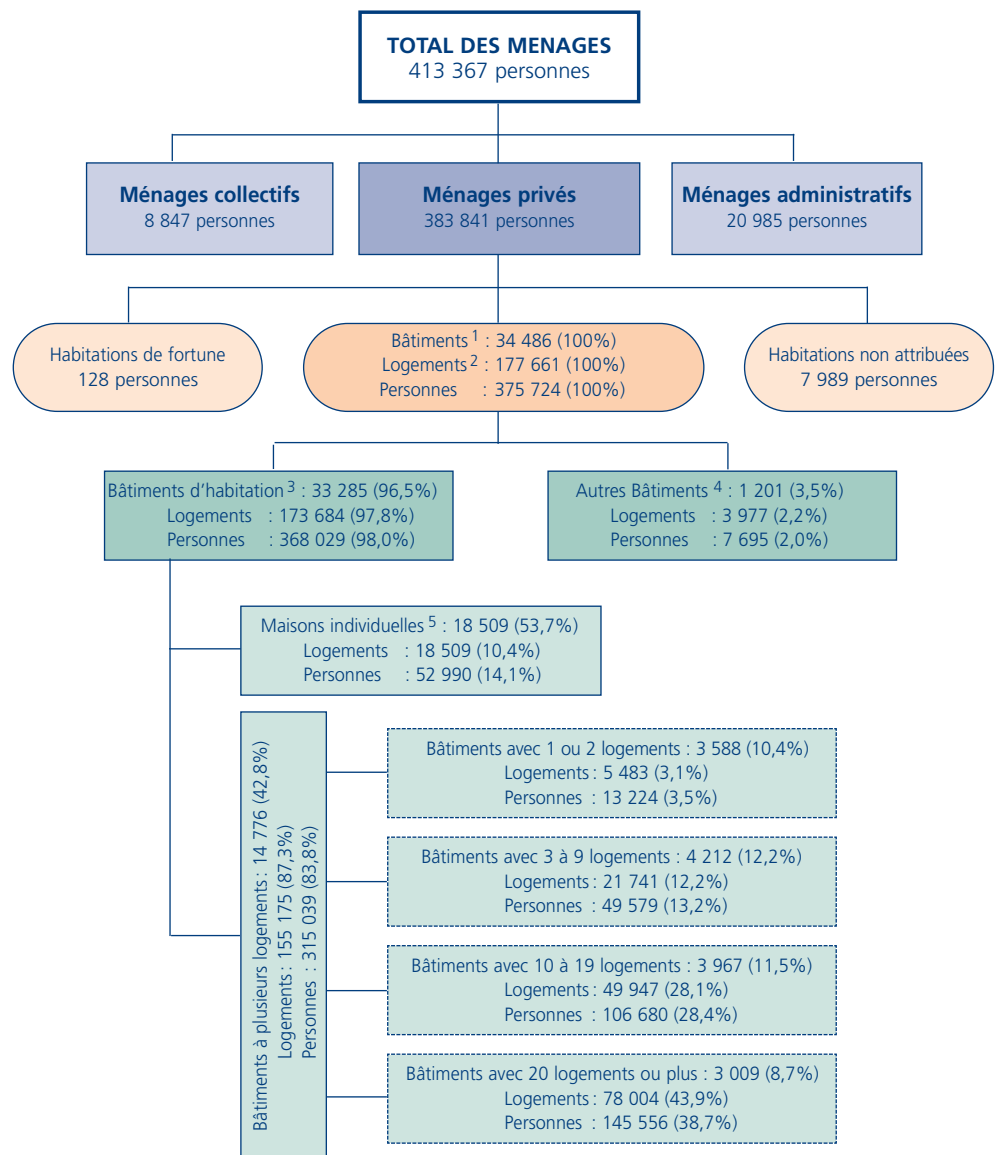 TOTAL DES MENAGES
413 367 personnes
Ménages collectifs
8 847 personnes
Ménages privés
383 841 personnes
Ménages administratifs
20 985 personnes
Habitations de fortune
128 personnes
Bâtiments 1 : 34 486 (100%)
Logements 2 : 177 661 (100%)
Personnes : 375 724 (100%)
Habitations non attribuées
7 989 personnes
Bâtiments d'habitation 3 : 33 285 (96,5%)
Logements : 173 684 (97,8%)
Personnes : 368 029 (98,0%)
Autres Bâtiments 4 : 1 201 (3,5%)
Logements : 3 977 (2,2%)
Personnes : 7 695 (2,0%)
Maisons individuelles 5 : 18 509 (53,7%)
Logements : 18 509 (10,4%)
Personnes : 52 990 (14,1%)
Bâtiments à plusieurs logements : 14 776 (42,8%)
Logements : 155 175 (87,3%)
Personnes : 315 039 (83,8%)
Bâtiments avec 1 ou 2 logements : 3 588 (10,4%)
Logements : 5 483 (3,1%)
Personnes : 13 224 (3,5%)
Bâtiments avec 3 à 9 logements : 4 212 (12,2%)
Logements : 21 741 (12,2%)
Personnes : 49 579 (13,2%)
Bâtiments avec 10 à 19 logements : 3 967 (11,5%)
Logements : 49 947 (28,1%)
Personnes : 106 680 (28,4%)
Bâtiments avec 20 logements ou plus : 3 009 (8,7%)
Logements : 78 004 (43,9%)
Personnes : 145 556 (38,7%)